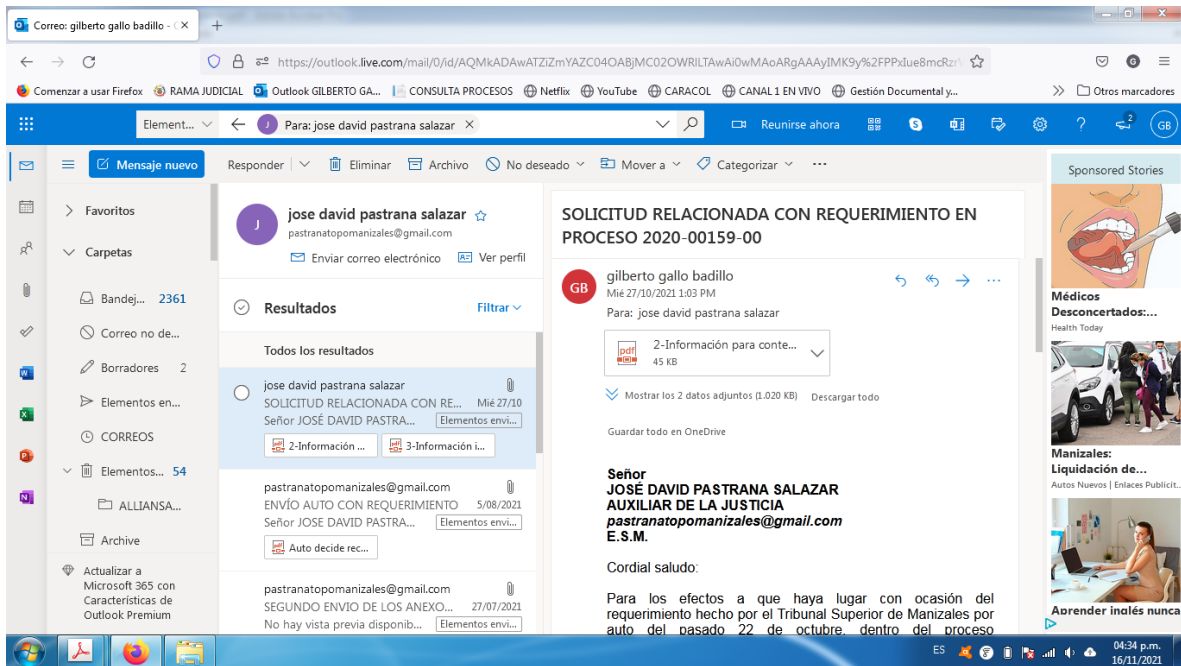 Correo: gilberto gallo badillo - O
https://outlook.live.com/mail/0/id/AQMkADAwATZiZmYAZC04OABjMC02OWRlLTAwAi0wMAoARgAAAyIMK9y%2FPPxIue8mcRzr
Comenzar a usar Firefox RAMA JUDICIAL Outlook GILBERTO GA... CONSULTA PROCESOS Netflix YouTube CARACOL CANAL 1 EN VIVO Gestión Documental y... Otros marcadores
Element... J Para: jose david pastrana salazar Reunirse ahora 2 GB
Mensaje nuevo Responder Eliminar Archivo No deseado Mover a Categorizar
Favoritos
Carpetas
Bandej... 2361
Correo no de...
Borradores 2
Elementos en...
CORREOS
Elementos... 54
ALLIANSA...
Archive
Actualizar a
Microsoft 365 con
Características de
Outlook Premium
J jose david pastrana salazar
pastranatopomanizales@gmail.com
Enviar correo electrónico Ver perfil
Resultados Filtrar
Todos los resultados
jose david pastrana salazar
SOLICITUD RELACIONADA CON RE... Mié 27/10
Señor JOSÉ DAVID PASTRA... Elementos envi...
2-Información ... 3-Información i...
pastranatopomanizales@gmail.com
ENVÍO AUTO CON REQUERIMIENTO 5/08/2021
Señor JOSE DAVID PASTRA... Elementos envi...
Auto decide rec...
pastranatopomanizales@gmail.com
SEGUNDO ENVIO DE LOS ANEXO... 27/07/2021
No hay vista previa disponib... Elementos envi...
SOLICITUD RELACIONADA CON REQUERIMIENTO EN
PROCESO 2020-00159-00
GB gilberto gallo badillo
Mié 27/10/2021 1:03 PM
Para: jose david pastrana salazar
pdf 2-Información para conte...
45 KB
Mostrar los 2 datos adjuntos (1.020 KB) Descargar todo
Guardar todo en OneDrive
Señor
JOSÉ DAVID PASTRANA SALAZAR
AUXILIAR DE LA JUSTICIA
pastranatopomanizales@gmail.com
E.S.M.
Cordial saludo:
Para los efectos a que haya lugar con ocasión del
requerimiento hecho por el Tribunal Superior de Manizales por
auto del pasado 22 de octubre, dentro del proceso
Sponsored Stories
Médicos
Desconcertados:...
Health Today
Manizales:
Liquidación de...
Autos Nuevos | Enlaces Publicit...
Aprender inglés nunca
ES 04:34 p.m.
16/11/2021